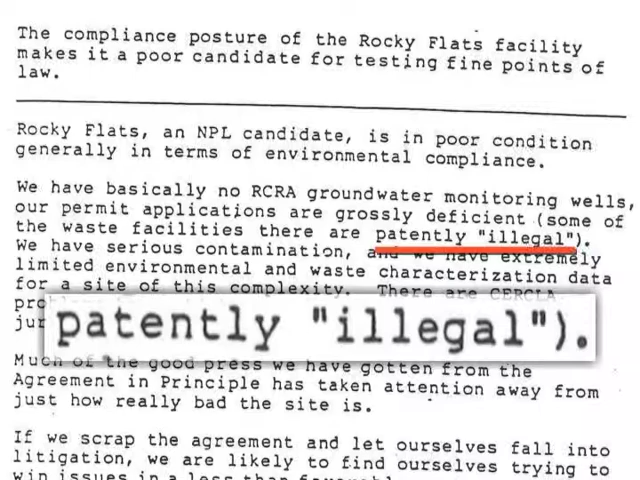 The compliance posture of the Rocky Flats facility
makes it a poor candidate for testing fine points of
law.
Rocky Flats, an NPL candidate, is in poor condition
generally in terms of environmental compliance.
We have basically no RCRA groundwater monitoring wells,
our permit applications are grossly deficient (some of
the waste facilities there are patently "illegal").
We have serious contamination, and we have extremely
limited environmental and waste characterization data
for a site of this complexity. There are CERCLA
patently "illegal").
Much of the good press we have gotten from the
Agreement in Principle has taken attention away from
just how really bad the site is.
If we scrap the agreement and let ourselves fall into
litigation, we are likely to find ourselves trying to
win issues in a less than